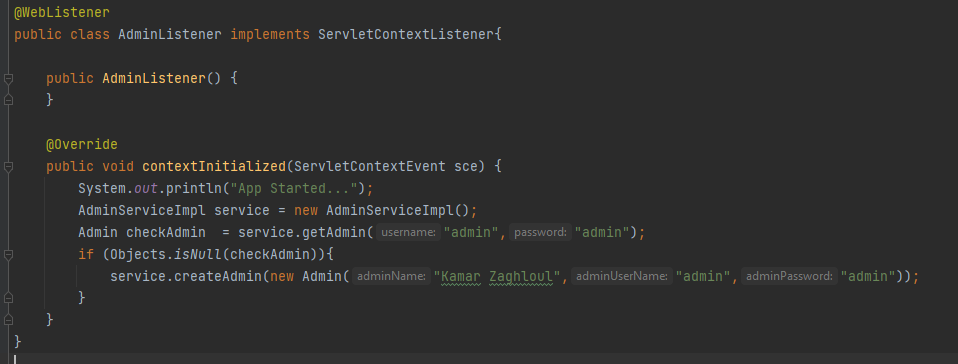 @WebListener
public class AdminListener implements ServletContextListener{
public AdminListener() {
}
@Override
public void contextInitialized(ServletContextEvent sce) {
System.out.println("App Started...");
AdminServiceImpl service = new AdminServiceImpl();
Admin checkAdmin  = service.getAdmin( username: "admin", password: "admin");
if (Objects.isNull(checkAdmin)){
service.createAdmin(new Admin( adminName: "Kamar Zaghloul", adminUserName: "admin", adminPassword: "admin"));
}
}
}